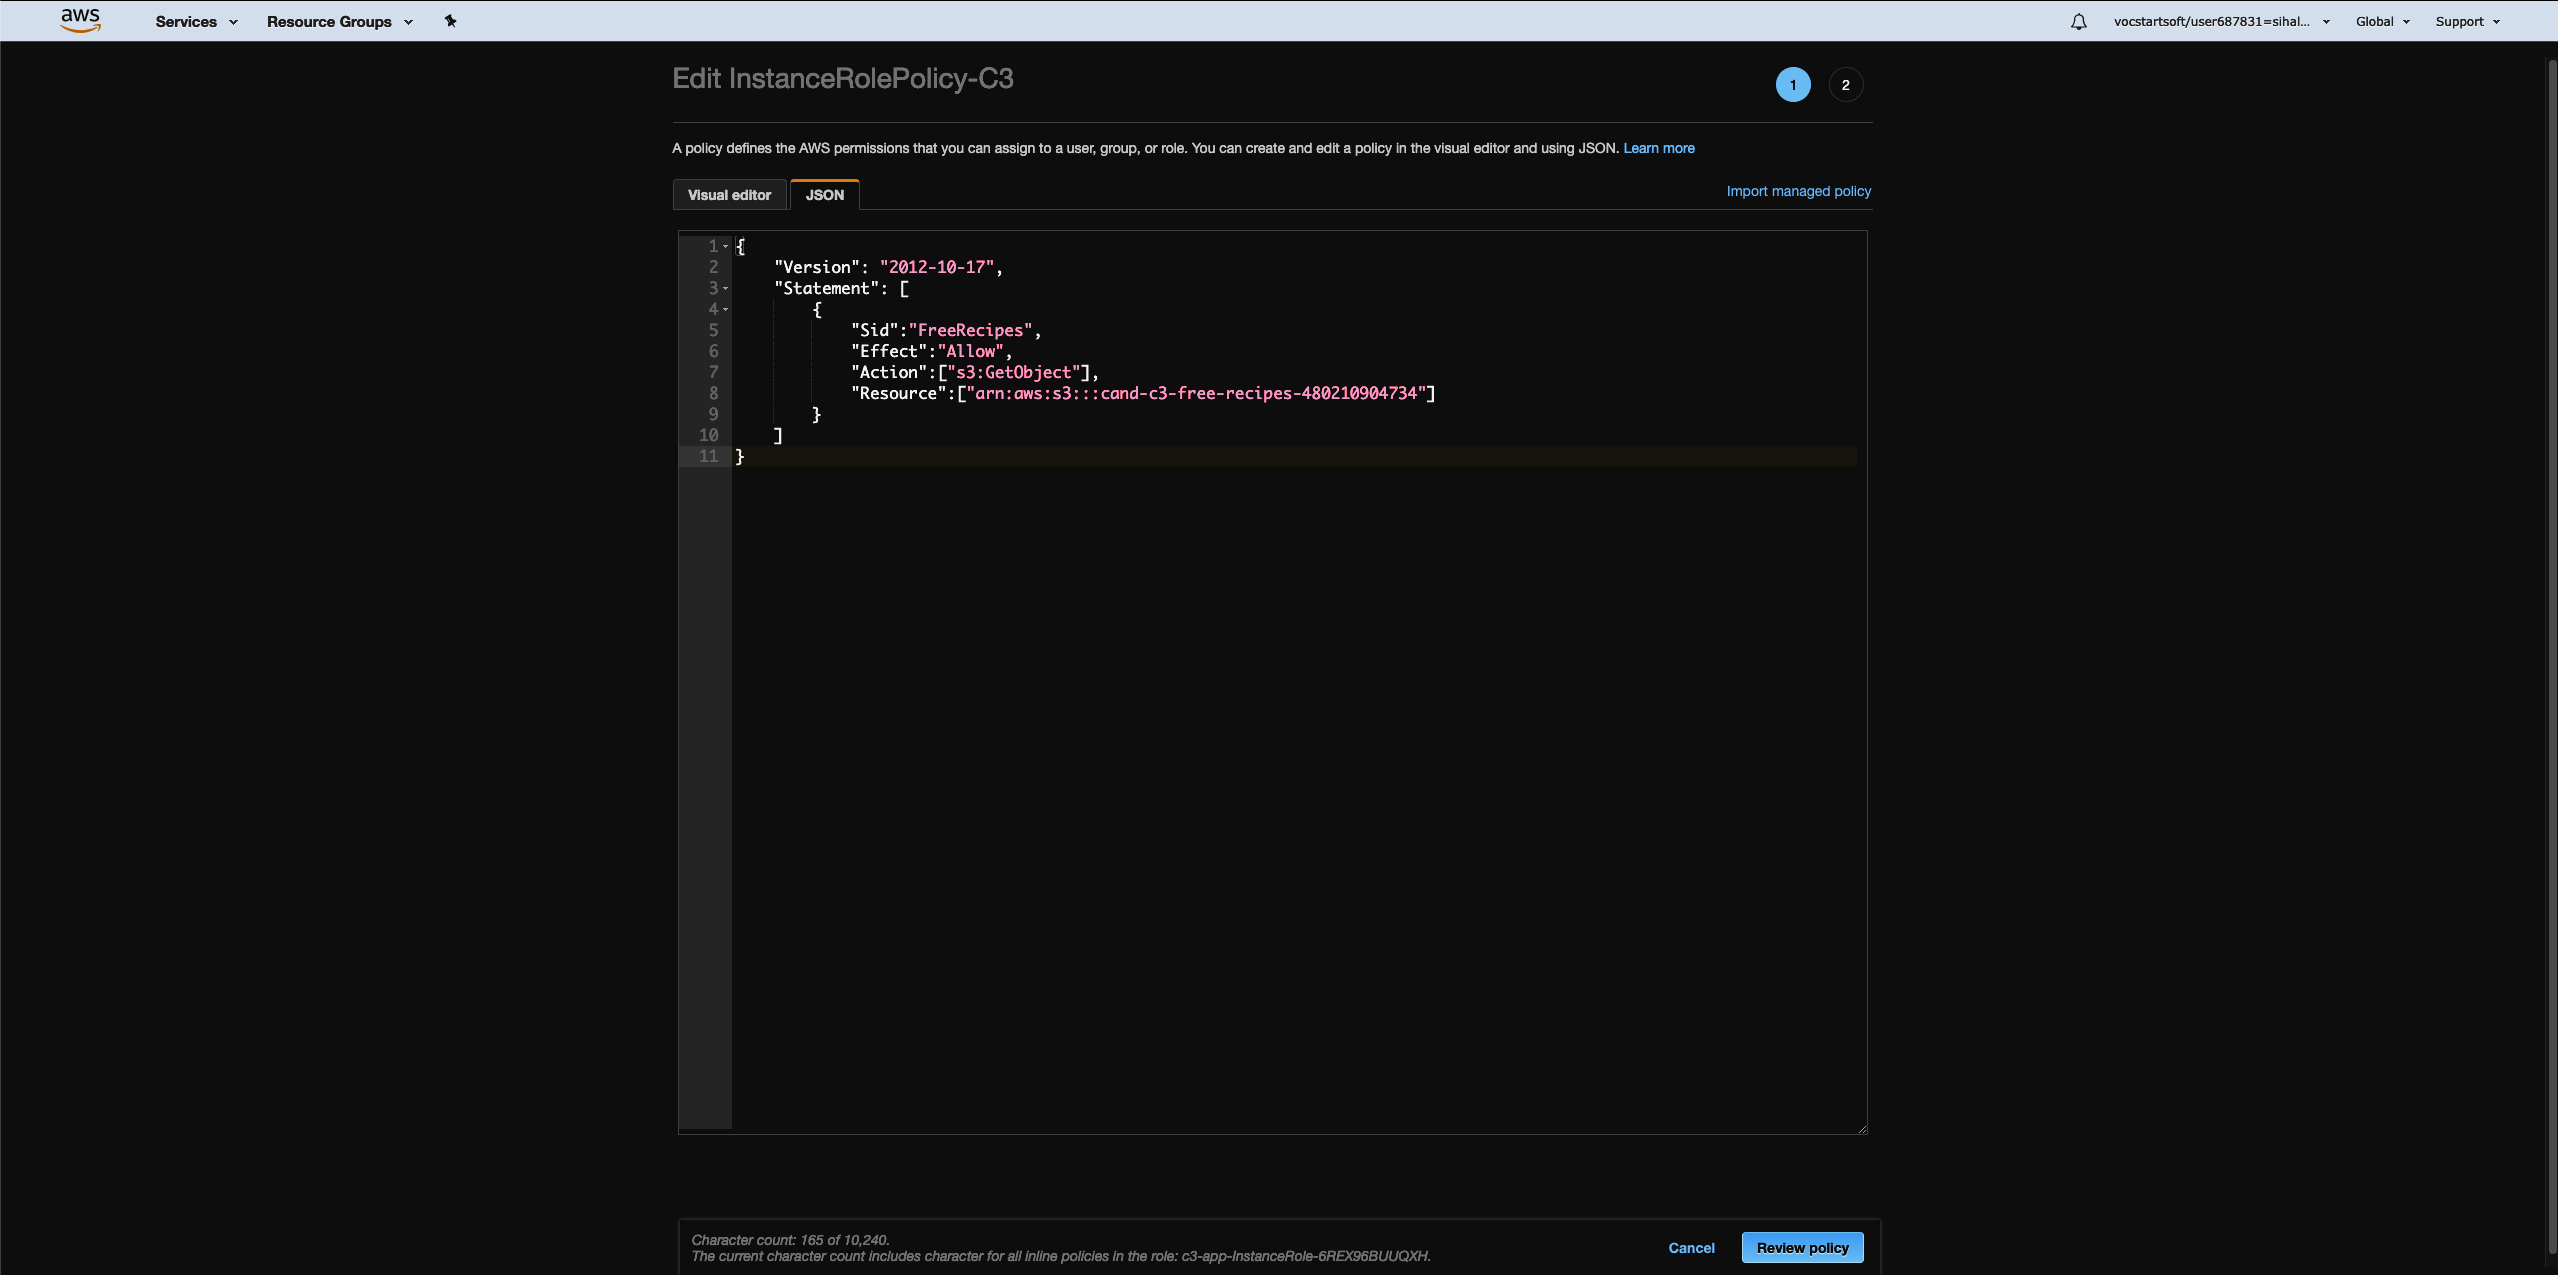 aws Services Resource Groups vocstartsoft/user687831=sihal... Global Support
Edit InstanceRolePolicy-C3
1 2
A policy defines the AWS permissions that you can assign to a user, group, or role. You can create and edit a policy in the visual editor and using JSON. Learn more
Visual editor JSON Import managed policy
1 {
2 "Version": "2012-10-17",
3 "Statement": [
4 {
5 "Sid":"FreeRecipes",
6 "Effect":"Allow",
7 "Action":["s3:GetObject"],
8 "Resource":["arn:aws:s3:::cand-c3-free-recipes-480210904734"]
9 }
10 ]
11 }
Character count: 165 of 10,240.
The current character count includes character for all inline policies in the role: c3-app-InstanceRole-6REX96BUUQXH.
Cancel Review policy